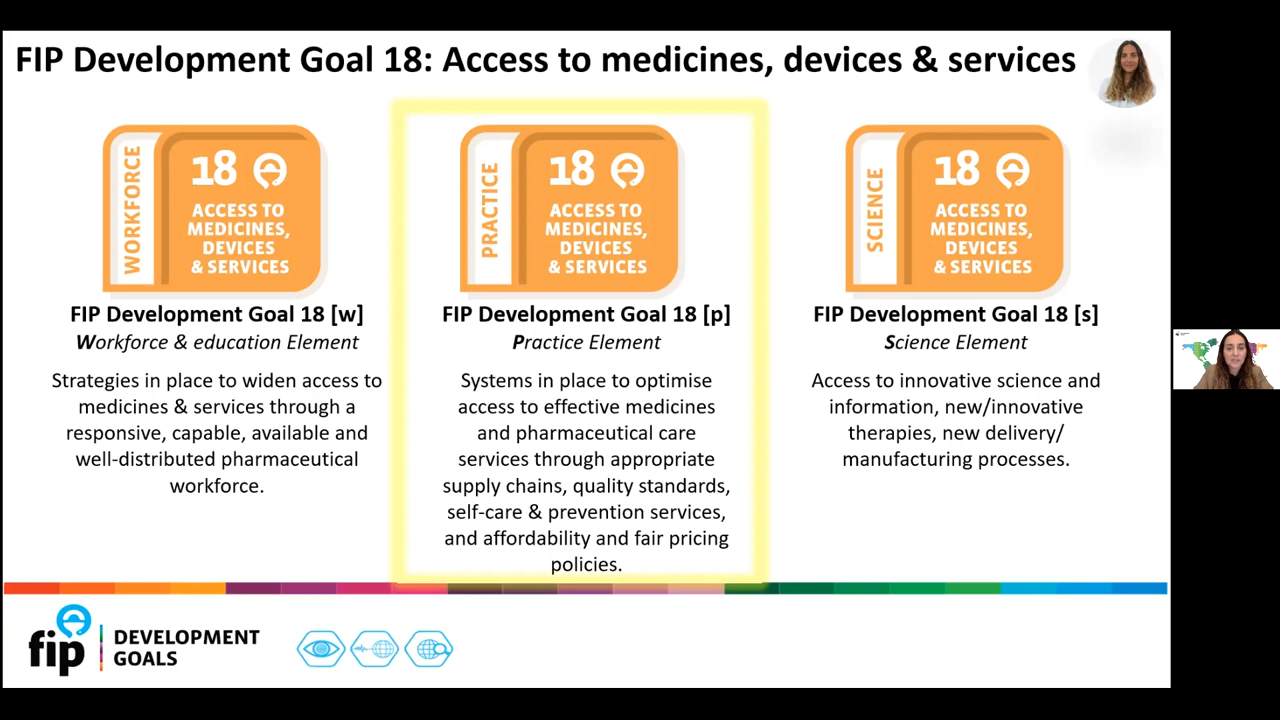 FIP Development Goal 18: Access to medicines, devices & services
WORKFORCE
18
ACCESS TO
MEDICINES,
DEVICES
& SERVICES
FIP Development Goal 18 [w]
Workforce & education Element
Strategies in place to widen access to
medicines & services through a
responsive, capable, available and
well-distributed pharmaceutical
workforce.
PRACTICE
18
ACCESS TO
MEDICINES,
DEVICES
& SERVICES
FIP Development Goal 18 [p]
Practice Element
Systems in place to optimise
access to effective medicines
and pharmaceutical care
services through appropriate
supply chains, quality standards,
self-care & prevention services,
and affordability and fair pricing
policies.
SCIENCE
18
ACCESS TO
MEDICINES,
DEVICES
& SERVICES
FIP Development Goal 18 [s]
Science Element
Access to innovative science and
information, new/innovative
therapies, new delivery/
manufacturing processes.
fip
DEVELOPMENT
GOALS